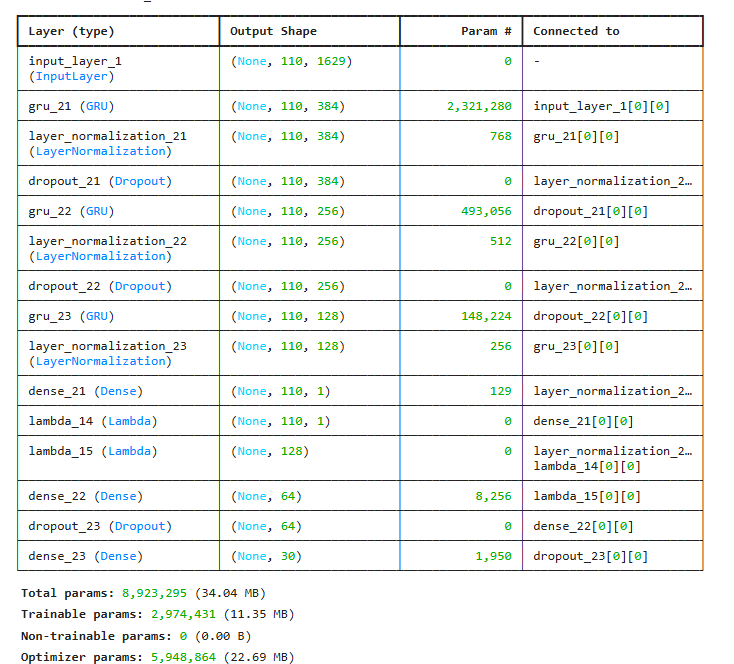 Layer (type) Output Shape Param # Connected to
input_layer_1 (None, 110, 1629) 0 -
(InputLayer)
gru_21 (GRU) (None, 110, 384) 2,321,280 input_layer_1[0][0]
layer_normalization_21 (None, 110, 384) 768 gru_21[0][0]
(LayerNormalization)
dropout_21 (Dropout) (None, 110, 384) 0 layer_normalization_2…
gru_22 (GRU) (None, 110, 256) 493,056 dropout_21[0][0]
layer_normalization_22 (None, 110, 256) 512 gru_22[0][0]
(LayerNormalization)
dropout_22 (Dropout) (None, 110, 256) 0 layer_normalization_2…
gru_23 (GRU) (None, 110, 128) 148,224 dropout_22[0][0]
layer_normalization_23 (None, 110, 128) 256 gru_23[0][0]
(LayerNormalization)
dense_21 (Dense) (None, 110, 1) 129 layer_normalization_2…
lambda_14 (Lambda) (None, 110, 1) 0 dense_21[0][0]
lambda_15 (Lambda) (None, 128) 0 layer_normalization_2…
lambda_14[0][0]
dense_22 (Dense) (None, 64) 8,256 lambda_15[0][0]
dropout_23 (Dropout) (None, 64) 0 dense_22[0][0]
dense_23 (Dense) (None, 30) 1,950 dropout_23[0][0]
Total params: 8,923,295 (34.04 MB)
Trainable params: 2,974,431 (11.35 MB)
Non-trainable params: 0 (0.00 B)
Optimizer params: 5,948,864 (22.69 MB)